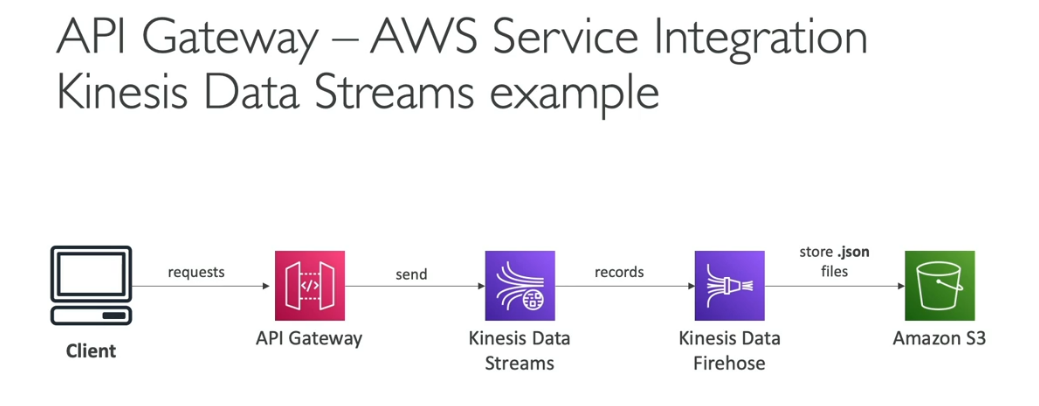 API Gateway – AWS Service Integration
Kinesis Data Streams example
requests
send
records
store .json
files
</>
Client
API Gateway
Kinesis Data
Streams
Kinesis Data
Firehose
Amazon S3